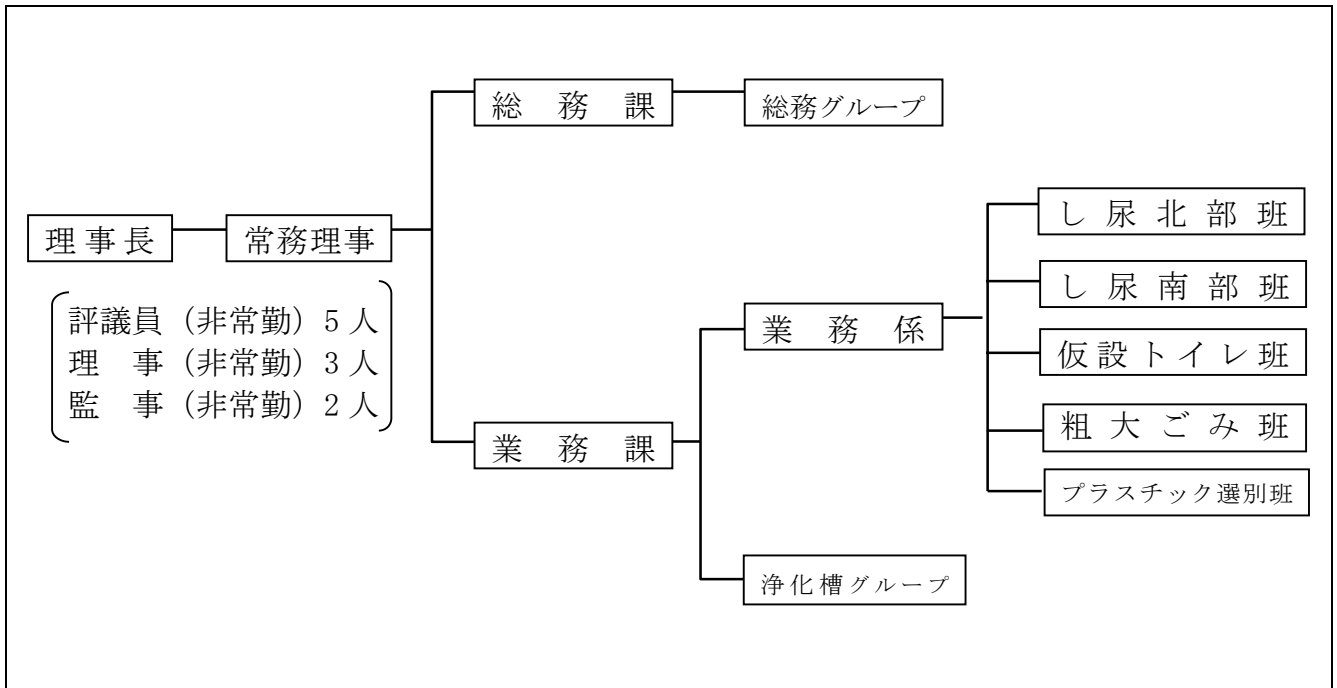 総　務　課
総務グループ
理事長
常務理事
評議員（非常勤）5人
理　事（非常勤）3人
監　事（非常勤）2人
業　務　課
業　務　係
浄化槽グループ
し尿北部班
し尿南部班
仮設トイレ班
粗大ごみ班
プラスチック選別班